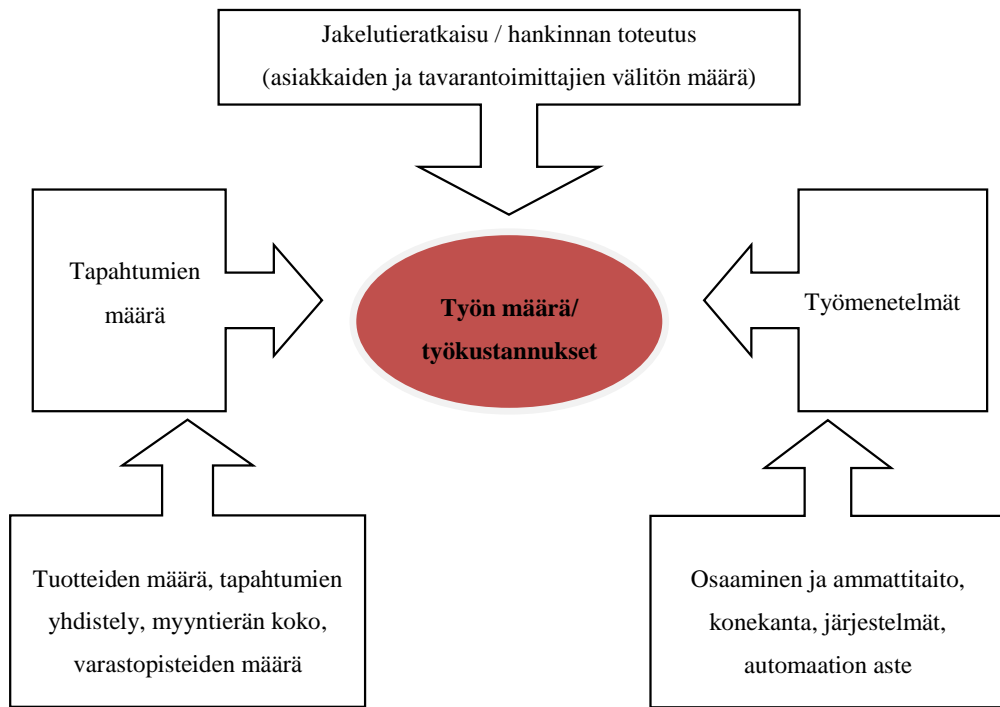 Jakelutieratkaisu / hankinnan toteutus
(asiakkaiden ja tavarantoimittajien välitön määrä)
Tapahtumien
määrä
Työn määrä/
työkustannukset
Työmenetelmät
Tuotteiden määrä, tapahtumien
yhdistely, myyntierän koko,
varastopisteiden määrä
Osaaminen ja ammattitaito,
konekanta, järjestelmät,
automaation aste